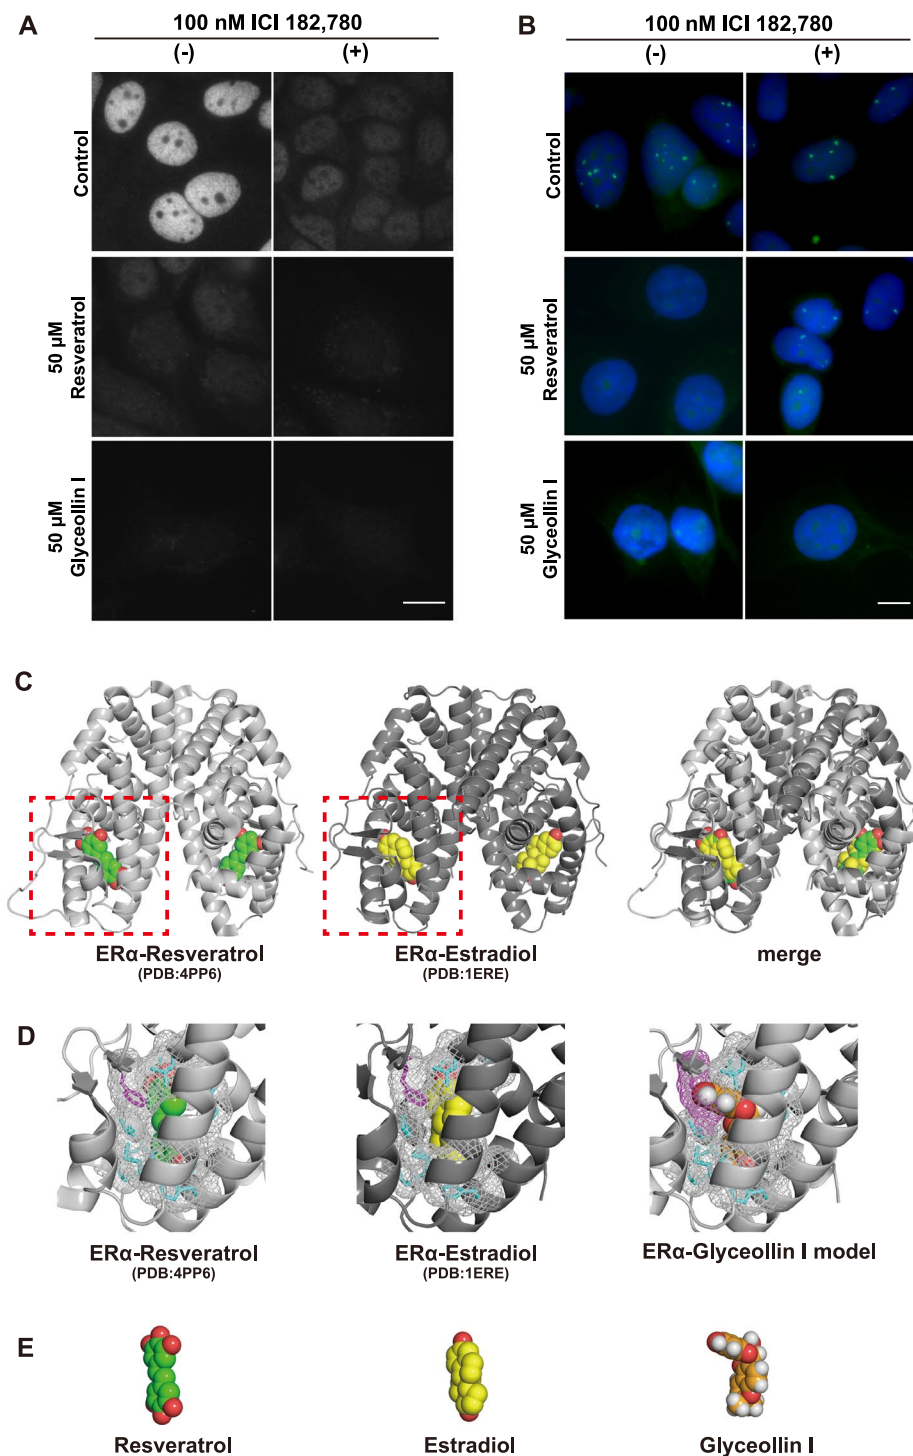 A
100 nM ICI 182,780
(-)
(+)
Control
50 µM
Resveratrol
50 µM
Glyceollin I
B
100 nM ICI 182,780
(-)
(+)
Control
50 µM
Resveratrol
50 µM
Glyceollin I
C
ERα-Resveratrol
(PDB:4PP6)
ERα-Estradiol
(PDB:1ERE)
merge
D
ERα-Resveratrol
(PDB:4PP6)
ERα-Estradiol
(PDB:1ERE)
ERα-Glyceollin I model
E
Resveratrol
Estradiol
Glyceollin I